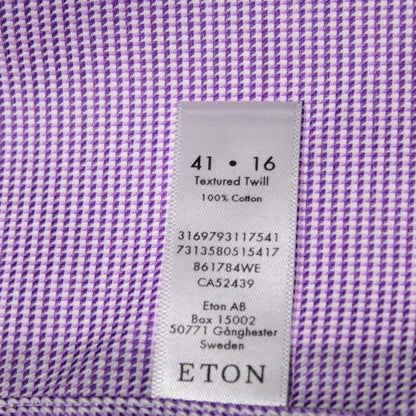 41 • 16
Textured Twill
100% Cotton
3169793117541
7313580515417
861784WE
CA52439
Eton AB
Box 15002
50771 Gånghester
Sweden
ETON